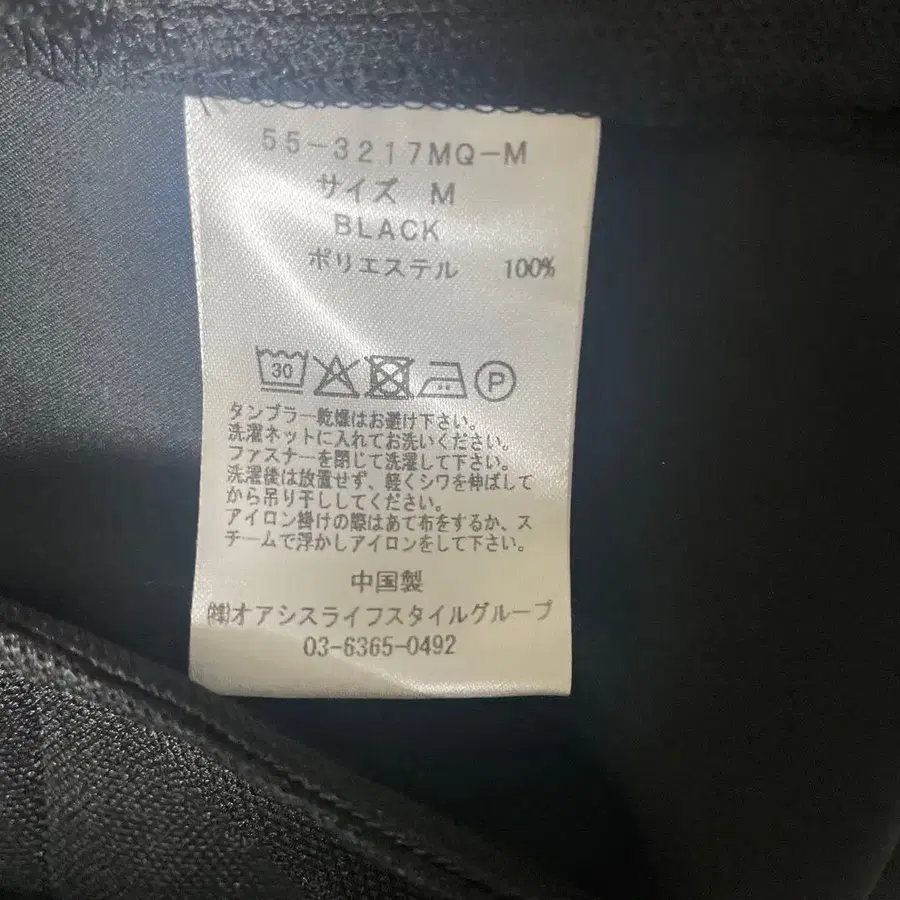 55-3217MQ-M
サイズ M
BLACK
ポリエステル 100%
30 P
タンブラー乾燥はお避け下さい。
洗濯ネットに入れてお洗いください。
ファスナーを閉じて洗濯して下さい。
洗濯後は放置せず、軽くシワを伸ばして
から吊り干ししてください。
アイロン掛けの際はあて布をするか、ス
チームで浮かしアイロンをして下さい。
中国製
㈱オアシスライフスタイルグループ
03-6365-0492